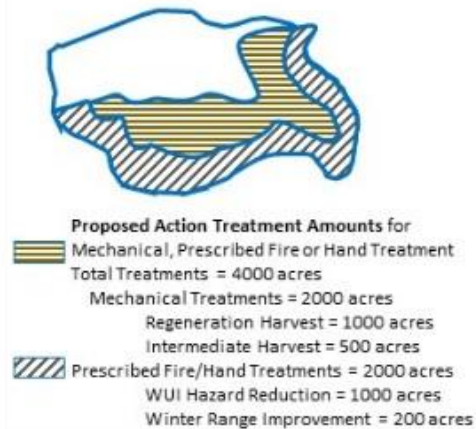 Proposed Action Treatment Amounts for
Mechanical, Prescribed Fire or Hand Treatment
Total Treatments = 4000 acres
Mechanical Treatments = 2000 acres
Regeneration Harvest = 1000 acres
Intermediate Harvest = 500 acres
Prescribed Fire/Hand Treatments = 2000 acres
WUI Hazard Reduction = 1000 acres
Winter Range Improvement = 200 acres